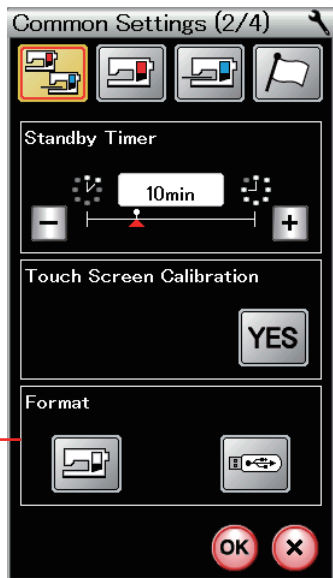 Common Settings (2/4)
Standby Timer
10min
− +
Touch Screen Calibration
YES
Format
OK ×